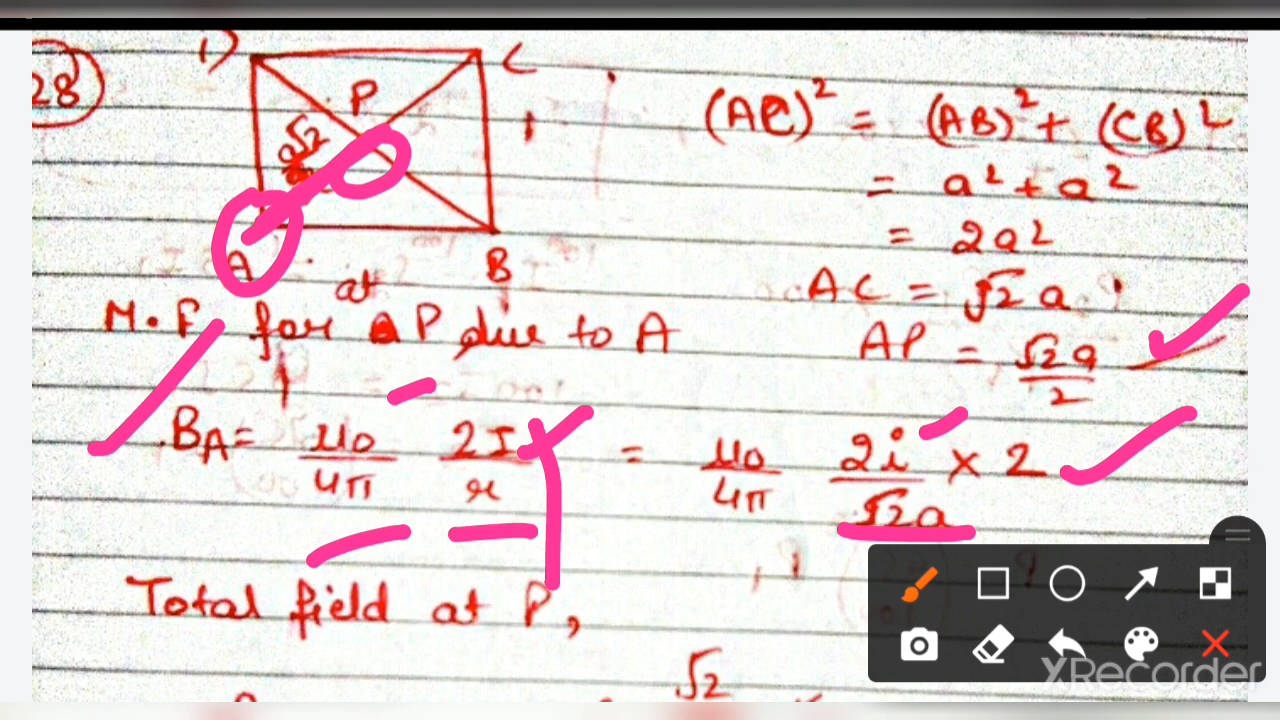 28) i)
C
P
a√2
A
B
(AC)² = (AB)² + (CB)²
= a² + a²
= 2a²
AC = √2 a
AP = √2a/2
at
M.F for P due to A
B_A = μ₀/4π 2I/r = μ₀/4π 2i/√2a × 2
Total field at P,
√2
XRecorder